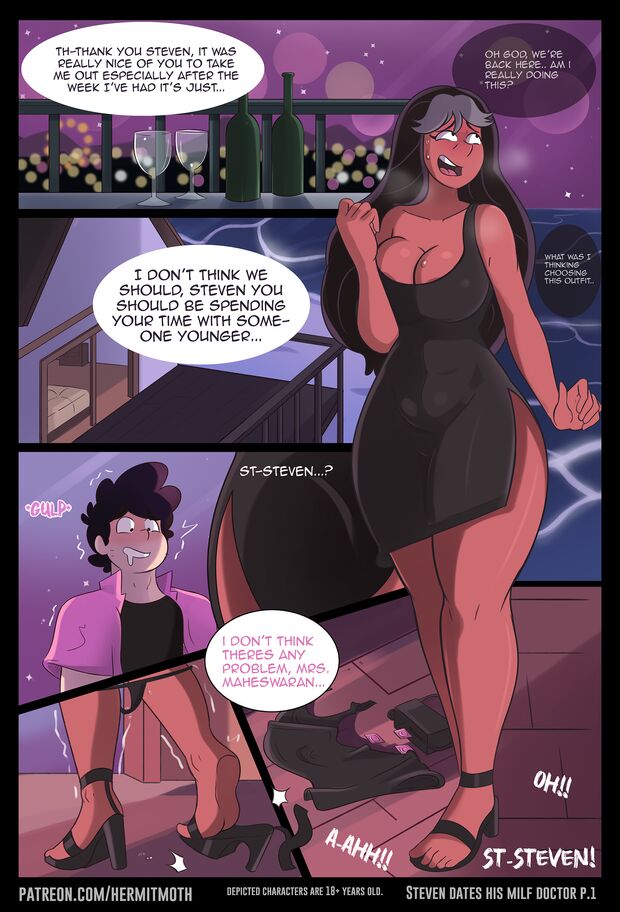 TH-THANK YOU STEVEN, IT WAS
REALLY NICE OF YOU TO TAKE
ME OUT ESPECIALLY AFTER THE
WEEK I'VE HAD IT'S JUST...
OH GOD, WE'RE
BACK HERE.. AM I
REALLY DOING
THIS?
I DON'T THINK WE
SHOULD, STEVEN YOU
SHOULD BE SPENDING
YOUR TIME WITH SOME-
ONE YOUNGER...
WHAT WAS I
THINKING
CHOOSING
THIS OUTFIT..
ST-STEVEN...?
*GULP*
I DON'T THINK
THERES ANY
PROBLEM, MRS.
MAHESWARAN...
OH!!
A-AHH!!
ST-STEVEN!
PATREON.COM/HERMITMOTH
DEPICTED CHARACTERS ARE 18+ YEARS OLD.
STEVEN DATES HIS MILF DOCTOR P.1